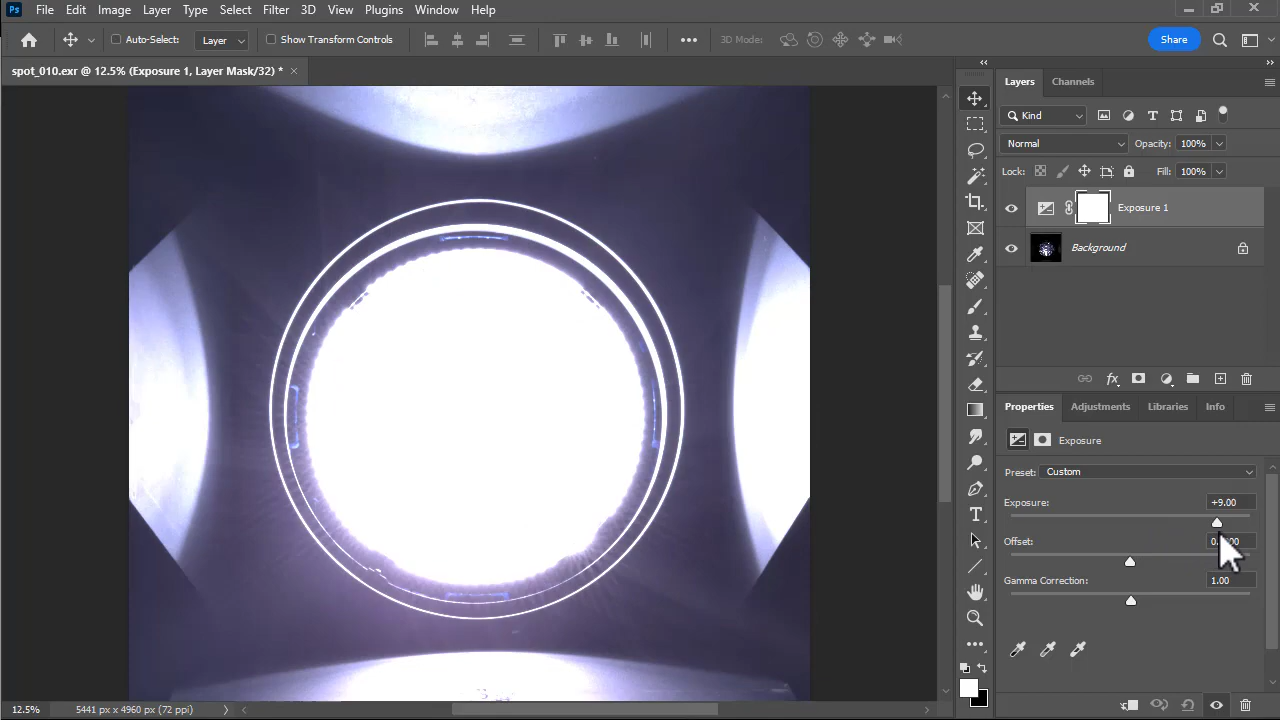 Ps File Edit Image Layer Type Select Filter 3D View Plugins Window Help
Auto-Select: Layer Show Transform Controls 3D Mode: Share
spot_010.exr @ 12.5% (Exposure 1, Layer Mask/32) *
Layers Channels
Kind
Normal Opacity: 100%
Lock: Fill: 100%
Exposure 1
Background
fx
Properties Adjustments Libraries Info
Exposure
Preset: Custom
Exposure: +9.00
Offset:
Gamma Correction: 1.00
12.5% 5441 px x 4960 px (72 ppi)